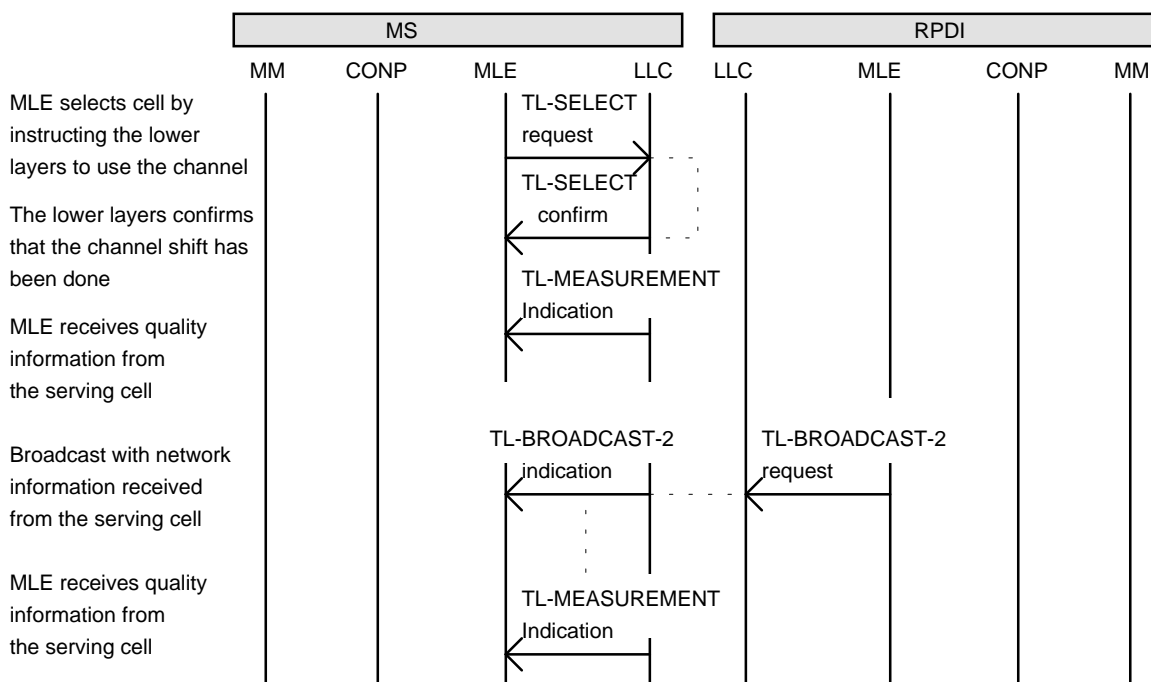 MS RPDI
MM CONP MLE LLC LLC MLE CONP MM
MLE selects cell by
instructing the lower
layers to use the channel
TL-SELECT
request
TL-SELECT
confirm
The lower layers confirms
that the channel shift has
been done
TL-MEASUREMENT
Indication
MLE receives quality
information from
the serving cell
Broadcast with network
information received
from the serving cell
TL-BROADCAST-2
indication
TL-BROADCAST-2
request
MLE receives quality
information from
the serving cell
TL-MEASUREMENT
Indication